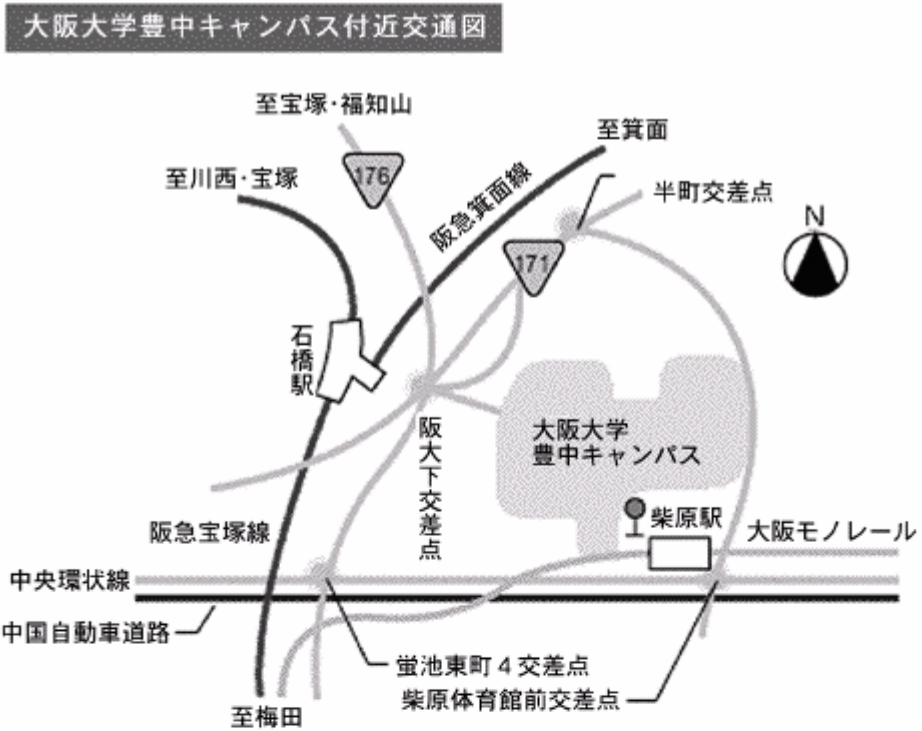 大阪大学豊中キャンパス付近交通図
至宝塚・福知山
至箕面
176
至川西・宝塚
阪急箕面線
半町交差点
N
171
石橋駅
阪大下交差点
大阪大学
豊中キャンパス
柴原駅
阪急宝塚線
大阪モノレール
中央環状線
中国自動車道路
蛍池東町4交差点
柴原体育館前交差点
至梅田